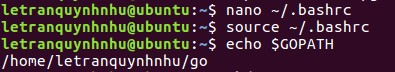 letranquynhnhu@ubuntu:~$ nano ~/.bashrc
letranquynhnhu@ubuntu:~$ source ~/.bashrc
letranquynhnhu@ubuntu:~$ echo $GOPATH
/home/letranquynhnhu/go